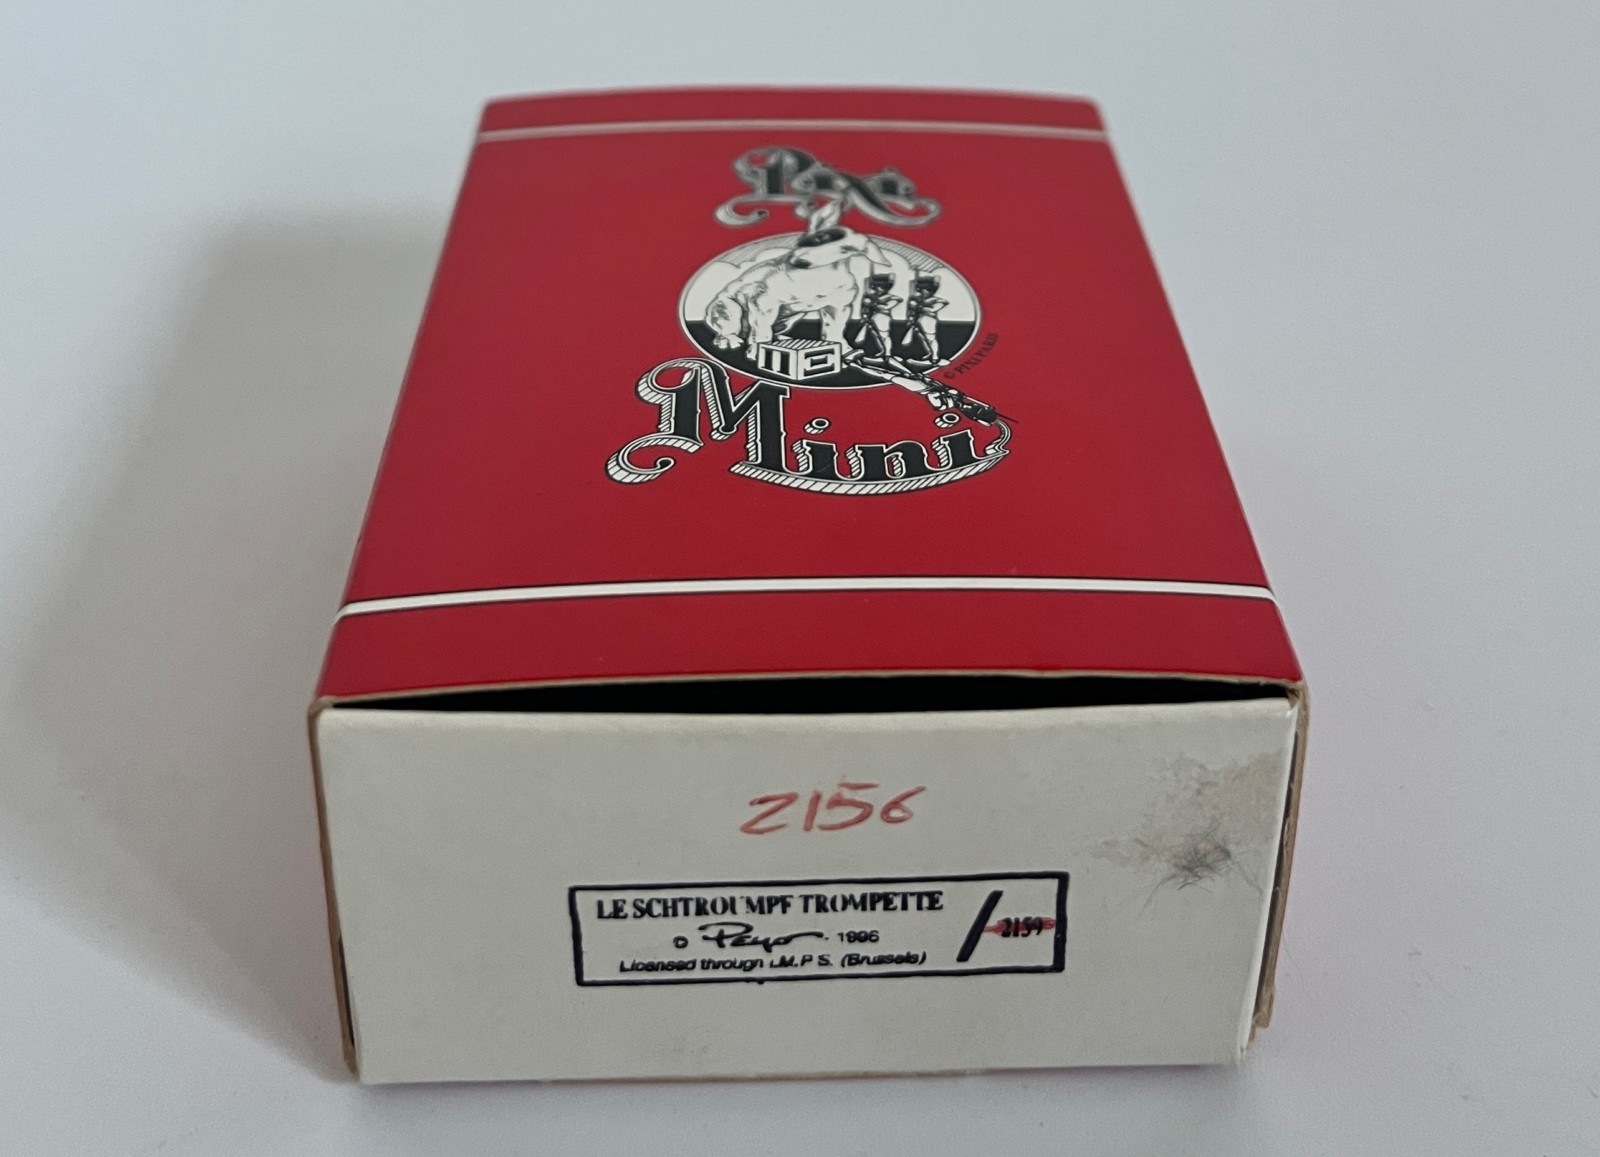 Pixi
© PIXI PARIS
Mini
2156
LE SCHTROUMPF TROMPETTE
© Peyo. 1996
Licensed through I.M.P.S. (Brussels)
/ 2159